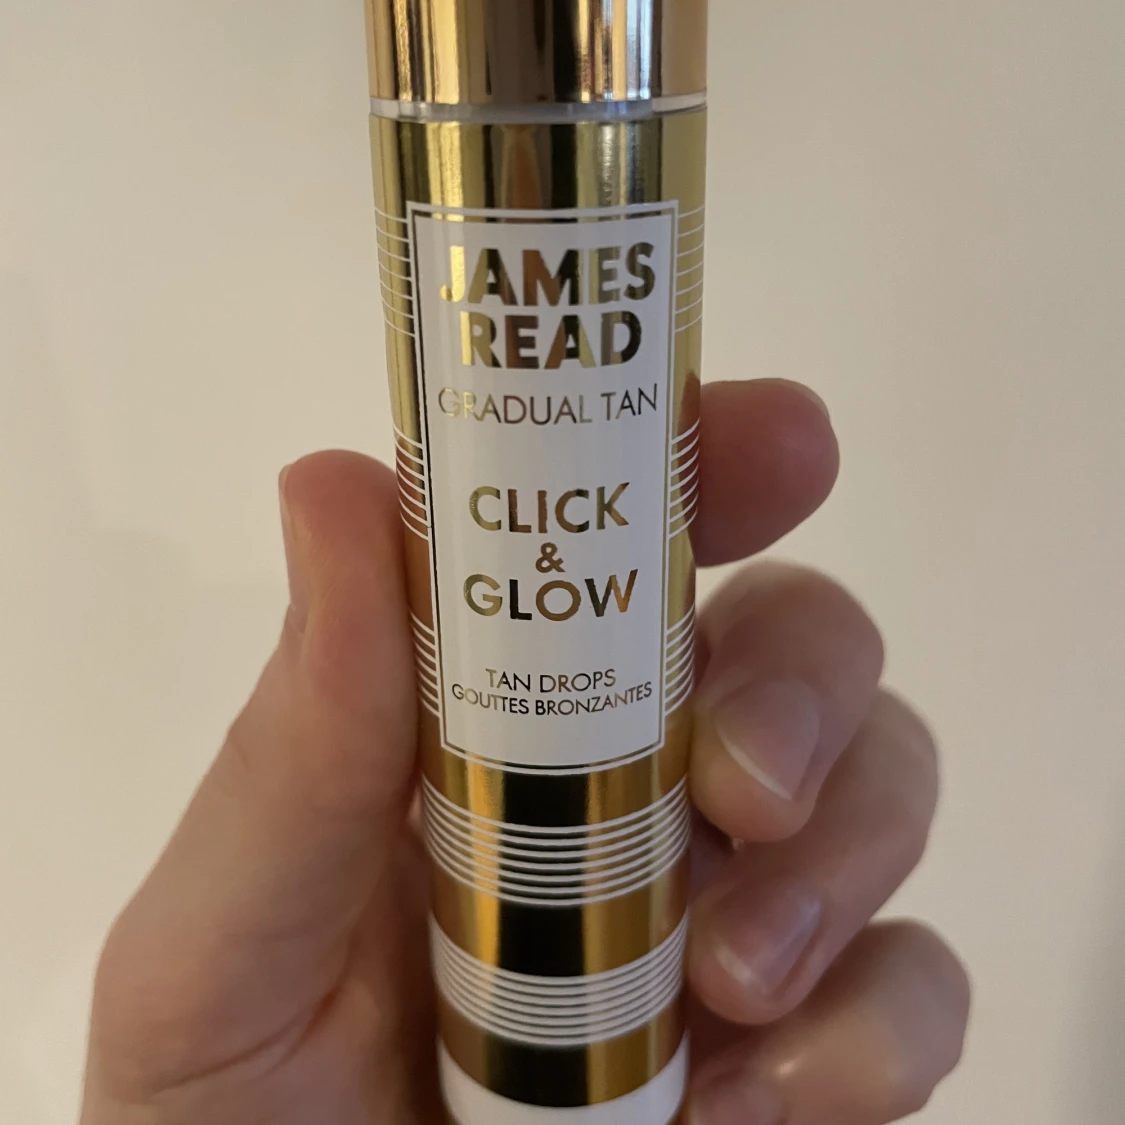 JAMES
READ
GRADUAL TAN
CLICK
&
GLOW
TAN DROPS
GOUTTES BRONZANTES